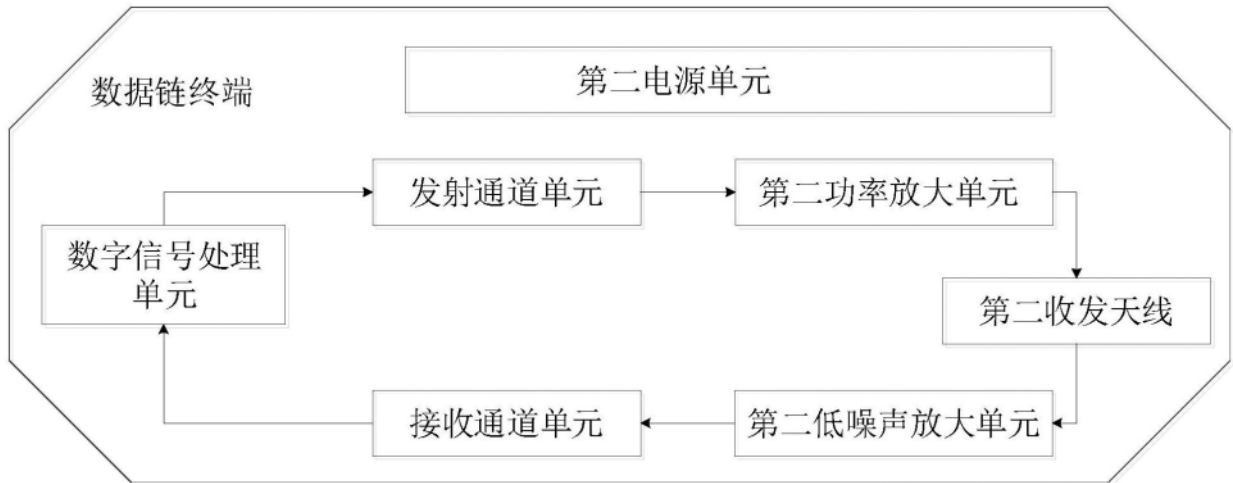 第二电源单元
数据链终端
发射通道单元
第二功率放大单元
数字信号处理
单元
第二收发天线
接收通道单元
第二低噪声放大单元